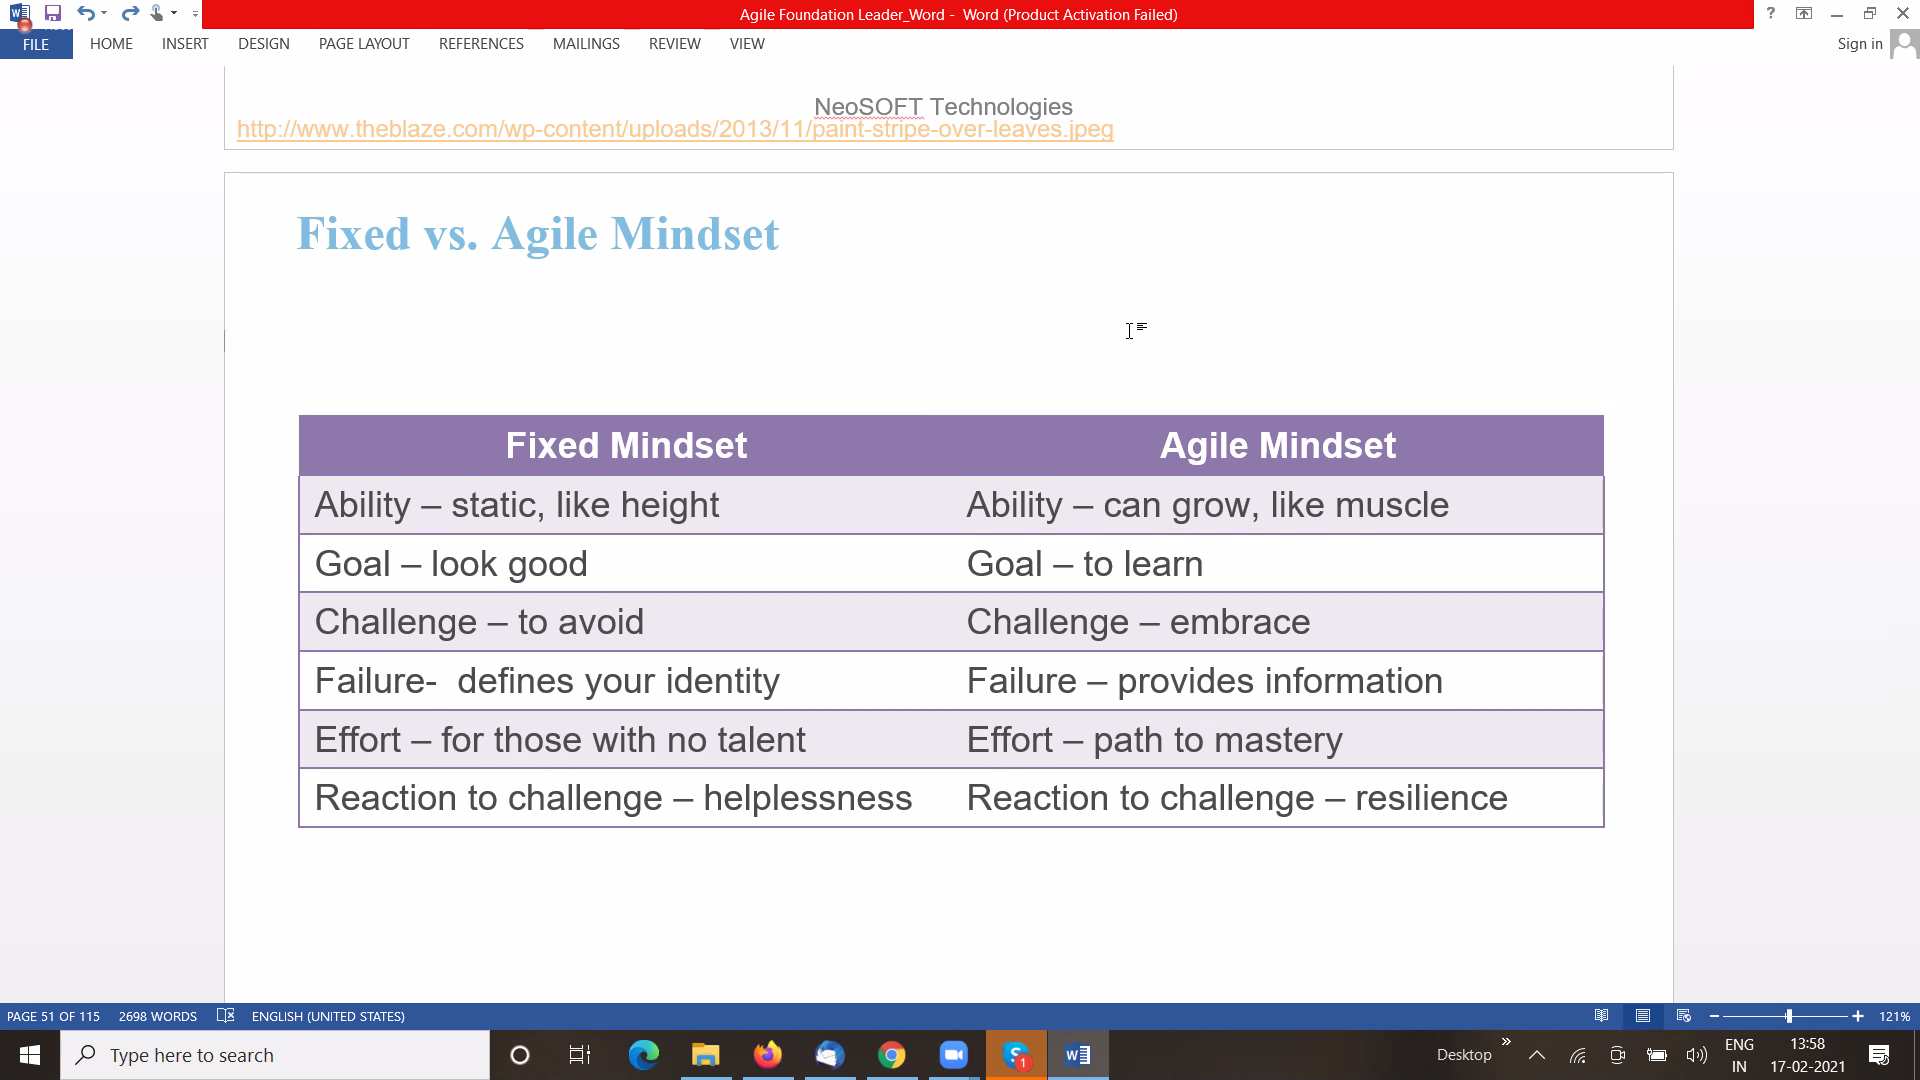 Agile Foundation Leader_Word - Word (Product Activation Failed)
?
FILE HOME INSERT DESIGN PAGE LAYOUT REFERENCES MAILINGS REVIEW VIEW Sign in
NeoSOFT Technologies
http://www.theblaze.com/wp-content/uploads/2013/11/paint-stripe-over-leaves.jpeg
Fixed vs. Agile Mindset
Fixed Mindset Agile Mindset
Ability – static, like height Ability – can grow, like muscle
Goal – look good Goal – to learn
Challenge – to avoid Challenge – embrace
Failure-  defines your identity Failure – provides information
Effort – for those with no talent Effort – path to mastery
Reaction to challenge – helplessness Reaction to challenge – resilience
PAGE 51 OF 115 2698 WORDS ENGLISH (UNITED STATES) 121%
Type here to search
1
Desktop
ENG
IN
13:58
17-02-2021